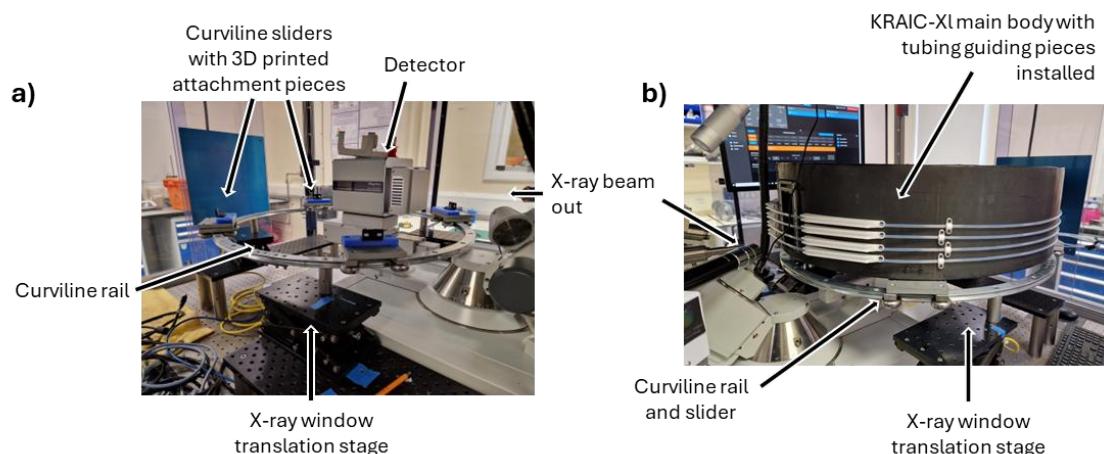 a)
Curviline sliders
with 3D printed
attachment pieces
Detector
Curviline rail
X-ray window
translation stage
X-ray beam
out
b)
KRAIC-Xl main body with
tubing guiding pieces
installed
Curviline rail
and slider
X-ray window
translation stage